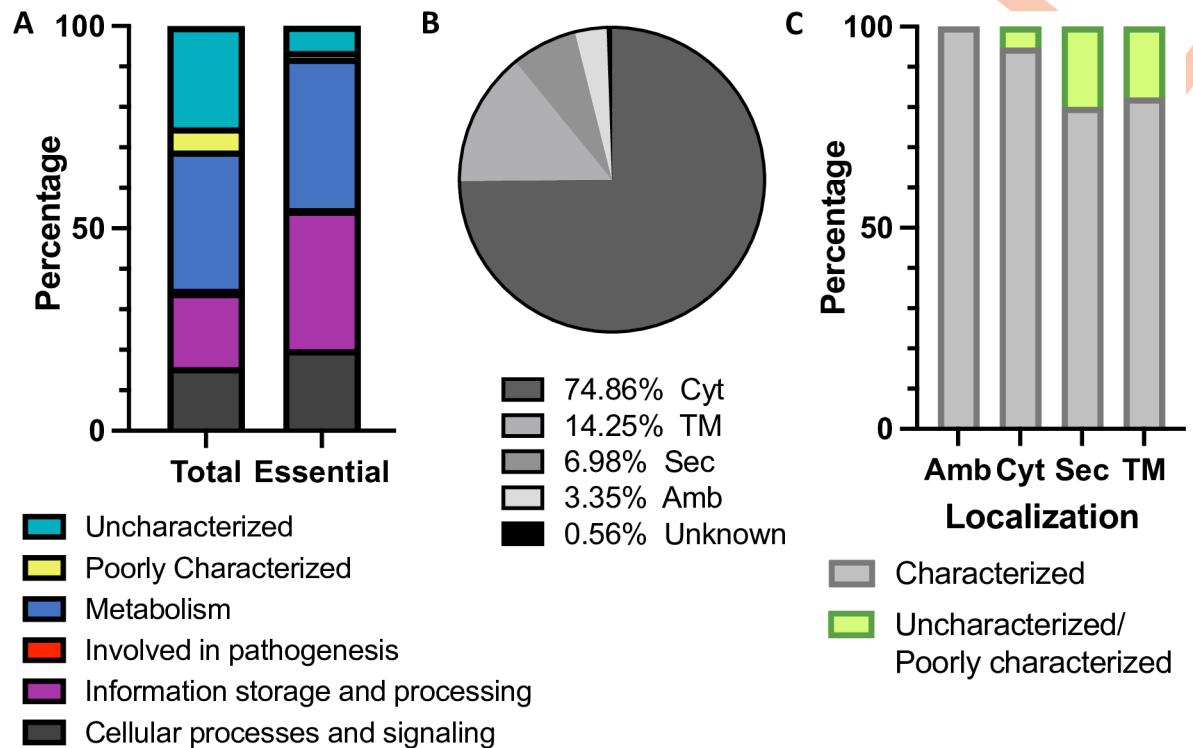 A
100
50
0
Percentage
Total Essential
Uncharacterized
Poorly Characterized
Metabolism
Involved in pathogenesis
Information storage and processing
Cellular processes and signaling
B
74.86% Cyt
14.25% TM
6.98% Sec
3.35% Amb
0.56% Unknown
C
100
50
0
Percentage
Amb Cyt Sec TM
Localization
Characterized
Uncharacterized/
Poorly characterized